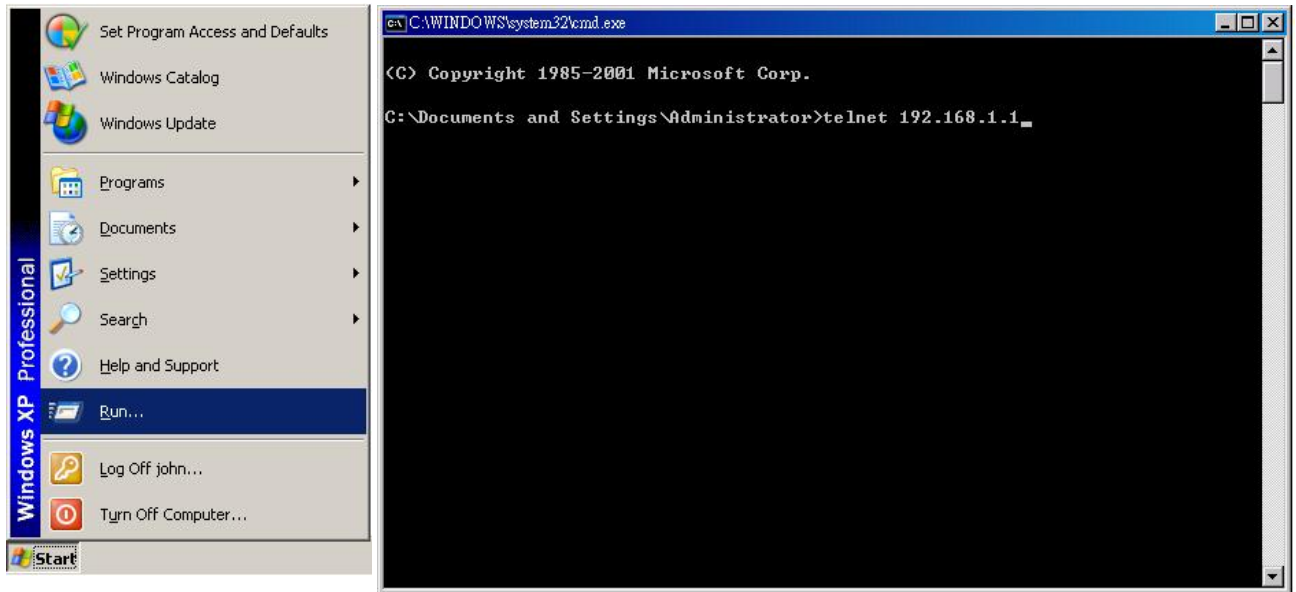 Set Program Access and Defaults
Windows Catalog
Windows Update
Programs
Documents
Settings
Search
Help and Support
Run...
Log Off john...
Turn Off Computer...
Windows XP Professional
Start
C:\WINDOWS\system32\cmd.exe
(C) Copyright 1985-2001 Microsoft Corp.
C:\Documents and Settings\Administrator>telnet 192.168.1.1_